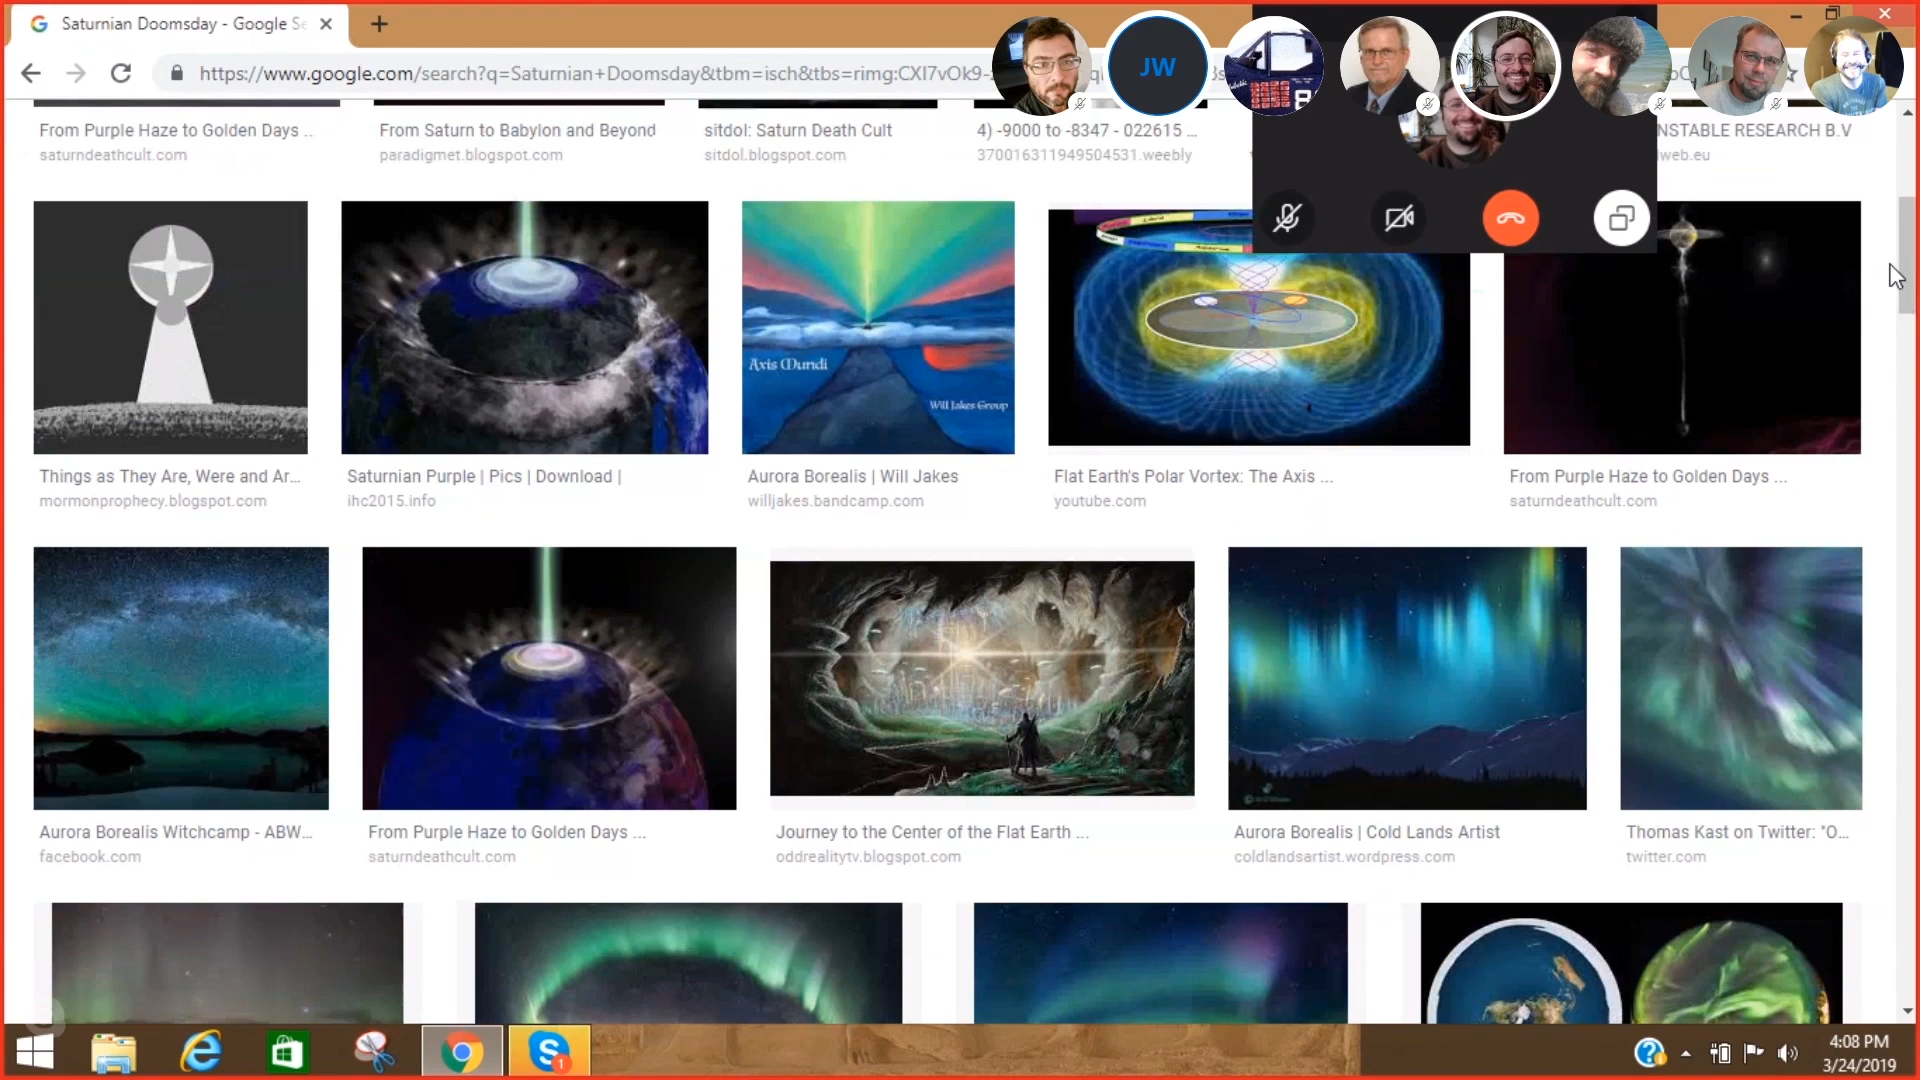 Saturnian Doomsday - Google Se
https://www.google.com/search?q=Saturnian+Doomsday&tbm=isch&tbs=rimg:CXI7vOk9-
JW
8
From Purple Haze to Golden Days ..
saturndeathcult.com
From Saturn to Babylon and Beyond
paradigmet.blogspot.com
sitdol: Saturn Death Cult
sitdol.blogspot.com
4) -9000 to -8347 - 022615 ...
370016311949504531.weebly
NSTABLE RESEARCH B.V
web.eu
Axis Mundi
Will Jakes Group
Things as They Are, Were and Ar...
mormonprophecy.blogspot.com
Saturnian Purple | Pics | Download |
ihc2015.info
Aurora Borealis | Will Jakes
willjakes.bandcamp.com
Flat Earth's Polar Vortex: The Axis ...
youtube.com
From Purple Haze to Golden Days ...
saturndeathcult.com
Aurora Borealis Witchcamp - ABW...
facebook.com
From Purple Haze to Golden Days ...
saturndeathcult.com
Journey to the Center of the Flat Earth ...
oddrealitytv.blogspot.com
Aurora Borealis | Cold Lands Artist
coldlandsartist.wordpress.com
Thomas Kast on Twitter: "O...
twitter.com
1
4:08 PM
3/24/2019